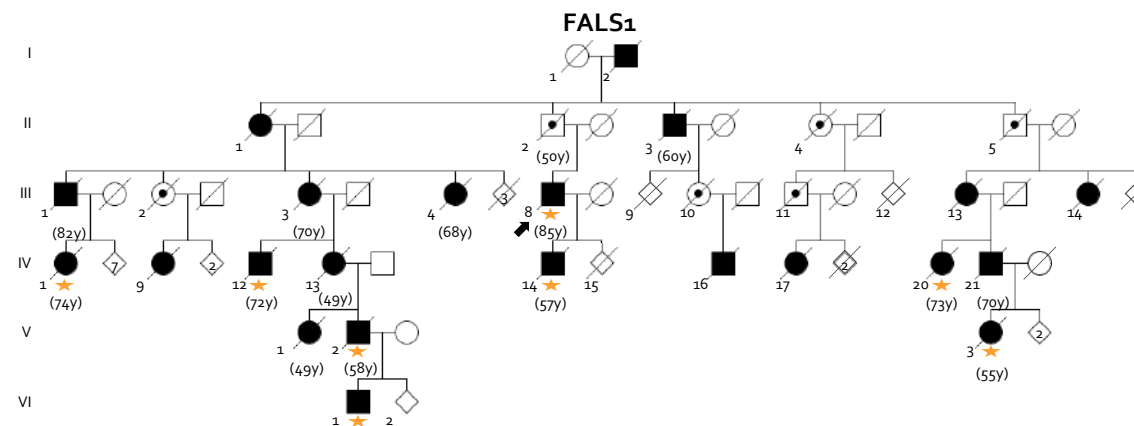 FALS1
I
1 2
II
1 2 3 4 5
(50y) (60y)
III
1 2 3 4 3 8 9 10 11 12 13 14
(82y) (70y) (68y) (85y)
IV
1 7 9 2 12 13 14 15 16 17 2 20 21
(74y) (72y) (49y) (57y) (73y) (70y)
V
1 2 3 2
(49y) (58y) (55y)
VI
1 2